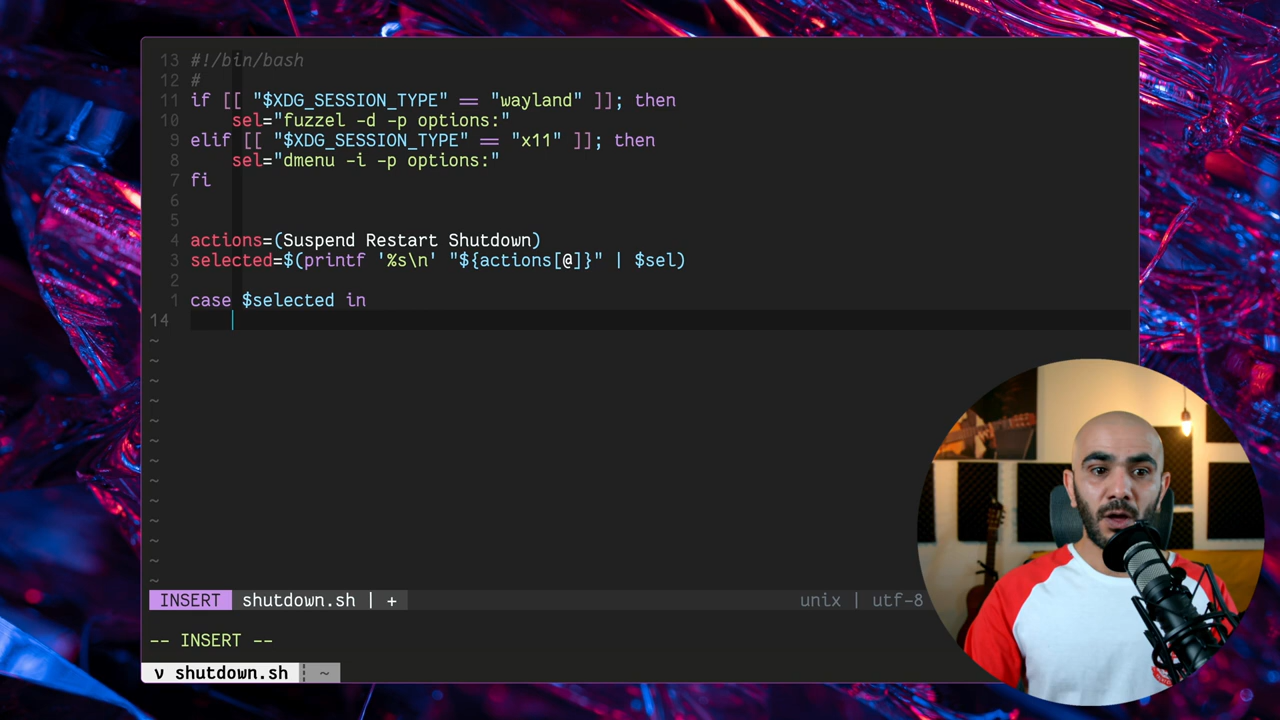 13 #!/bin/bash
12 #
11 if [[ "$XDG_SESSION_TYPE" == "wayland" ]]; then
10     sel="fuzzel -d -p options:"
9 elif [[ "$XDG_SESSION_TYPE" == "x11" ]]; then
8     sel="dmenu -i -p options:"
7 fi
6
5
4 actions=(Suspend Restart Shutdown)
3 selected=$(printf '%s\n' "${actions[@]}" | $sel)
2
1 case $selected in
14
~
~
~
~
~
~
~
~
~
~
~
~
~
INSERT shutdown.sh | + unix | utf-8
-- INSERT --
ν shutdown.sh ~